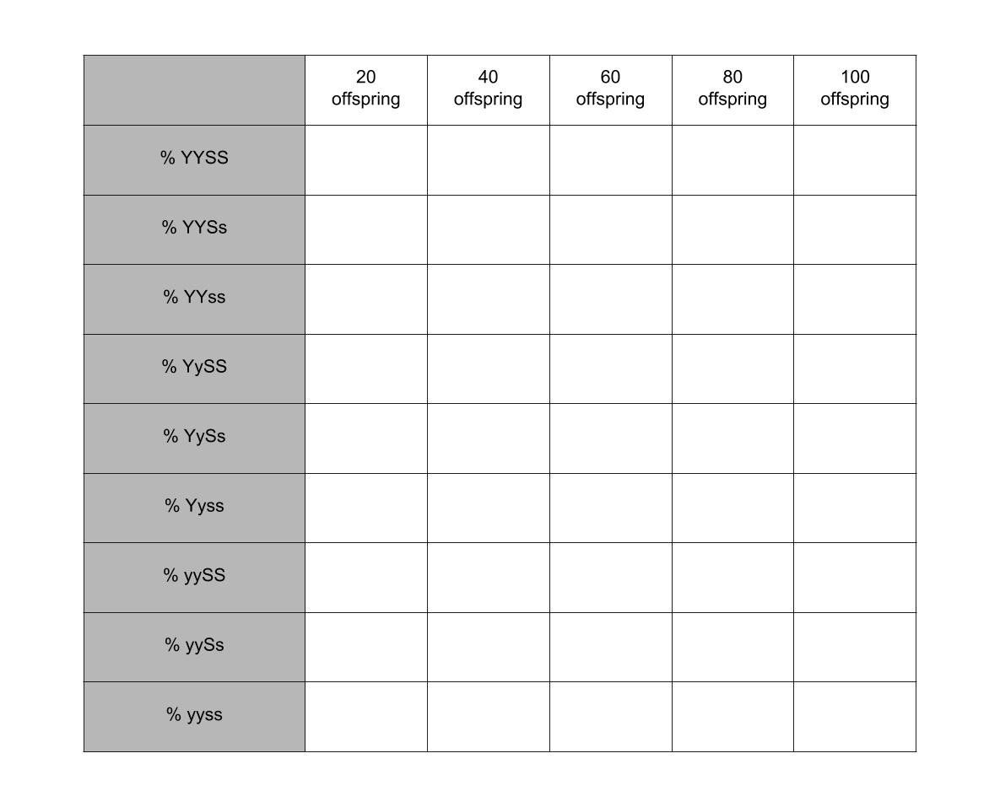 20
offspring
40
offspring
60
offspring
80
offspring
100
offspring
% YYSS
% YYSs
% YYss
% YySS
% YySs
% Yyss
% yySS
% yySs
% yyss